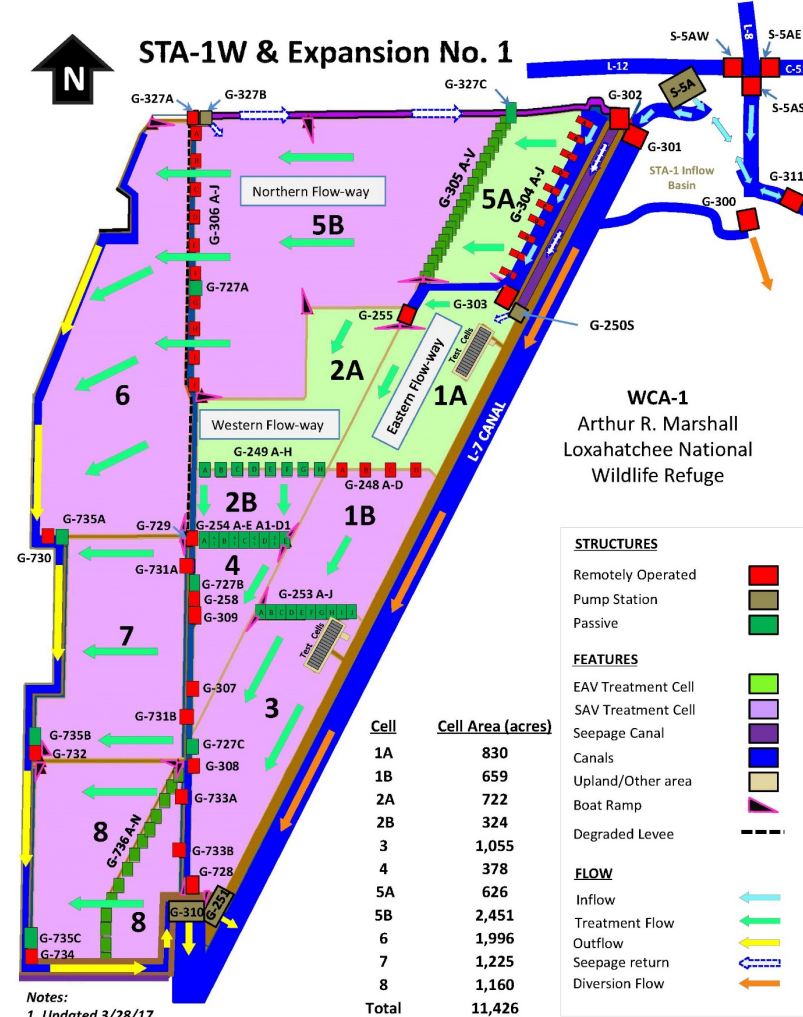 STA-1W & Expansion No. 1
N
S-5AW
S-5AE
L-8
L-12
C-5
S-5A
S-5AS
G-327A
G-327B
G-327C
G-302
G-301
STA-1 Inflow
Basin
G-311
G-300
G-306 A-J
Northern Flow-way
5B
G-305 A-V
5A
G-304 A-J
G-727A
G-255
G-303
G-250S
2A
Test Cells
Eastern Flow-way
1A
6
Western Flow-way
L-7 CANAL
WCA-1
Arthur R. Marshall
Loxahatchee National
Wildlife Refuge
G-249 A-H
A B C D E F G H
A B C D
G-248 A-D
2B
1B
G-735A
G-729
G-254 A-E A1-D1
G-730
4
G-731A
G-727B
G-258
G-309
G-253 A-J
A B C D E F G H I J
Test Cells
7
G-307
3
G-731B
G-735B
G-732
G-727C
G-308
G-733A
8
G-736 A-N
G-733B
G-728
8
G-310
G-251
G-735C
G-734
STRUCTURES
Remotely Operated
Pump Station
Passive
FEATURES
EAV Treatment Cell
SAV Treatment Cell
Seepage Canal
Canals
Upland/Other area
Boat Ramp
Degraded Levee
FLOW
Inflow
Treatment Flow
Outflow
Seepage return
Diversion Flow
Cell Cell Area (acres)
1A 830
1B 659
2A 722
2B 324
3 1,055
4 378
5A 626
5B 2,451
6 1,996
7 1,225
8 1,160
Total 11,426
Notes:
1. Updated 3/28/17